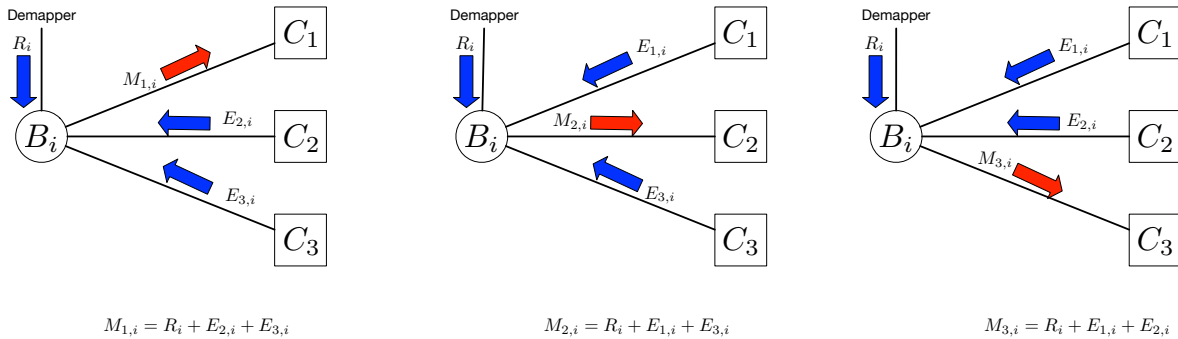 Demapper
$R_i$
$C_1$
$M_{1,i}$
$E_{2,i}$
$B_i$
$C_2$
$E_{3,i}$
$C_3$
$M_{1,i} = R_i + E_{2,i} + E_{3,i}$
Demapper
$R_i$
$C_1$
$E_{1,i}$
$M_{2,i}$
$B_i$
$C_2$
$E_{3,i}$
$C_3$
$M_{2,i} = R_i + E_{1,i} + E_{3,i}$
Demapper
$R_i$
$C_1$
$E_{1,i}$
$E_{2,i}$
$B_i$
$C_2$
$M_{3,i}$
$C_3$
$M_{3,i} = R_i + E_{1,i} + E_{2,i}$